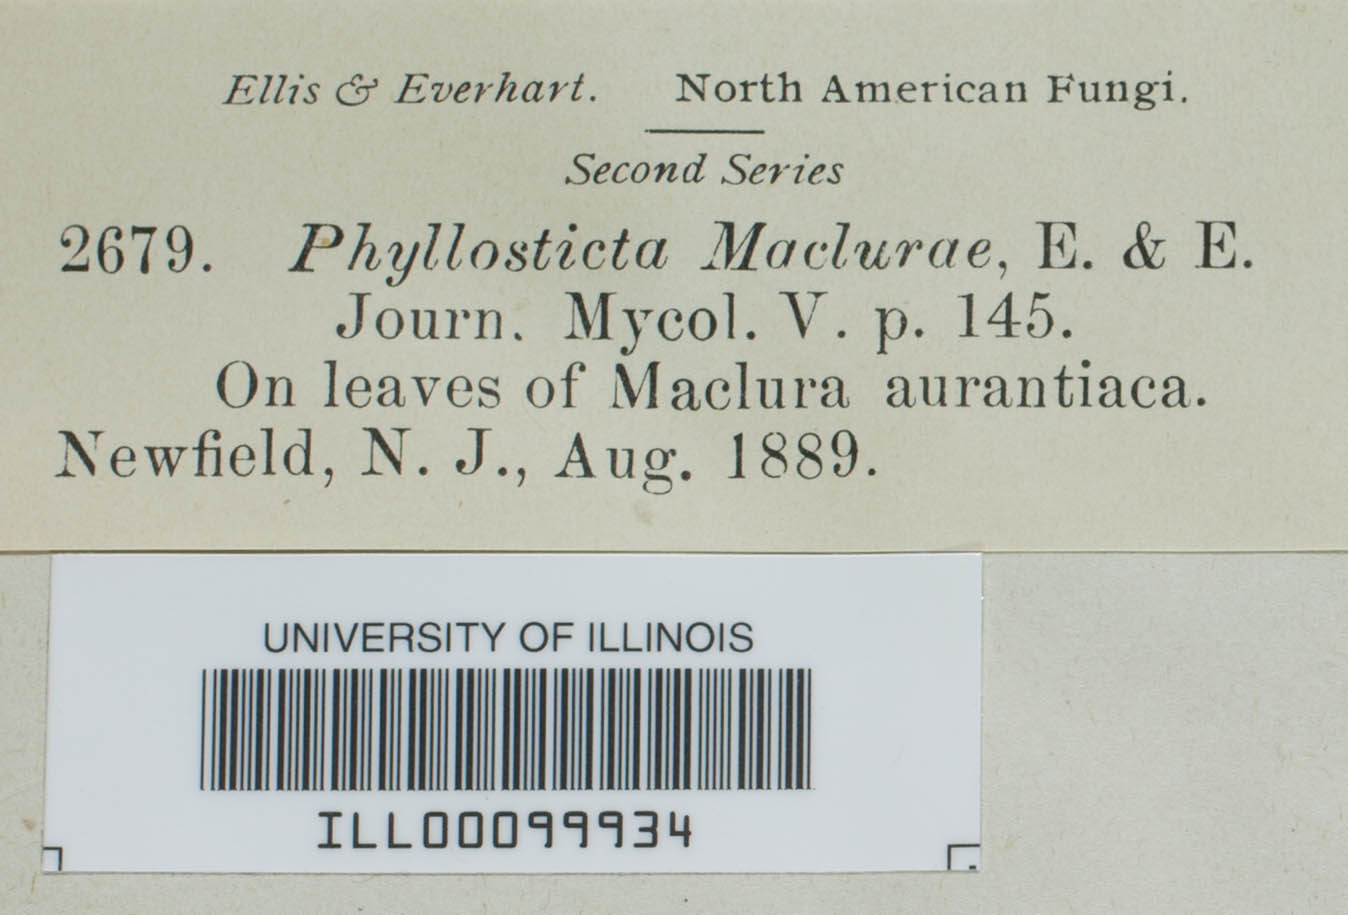 Ellis & Everhart. North American Fungi.
Second Series
2679. Phyllosticta Maclurae, E. & E.
Journ. Mycol. V. p. 145.
On leaves of Maclura aurantiaca.
Newfield, N. J., Aug. 1889.
UNIVERSITY OF ILLINOIS
ILL00099934